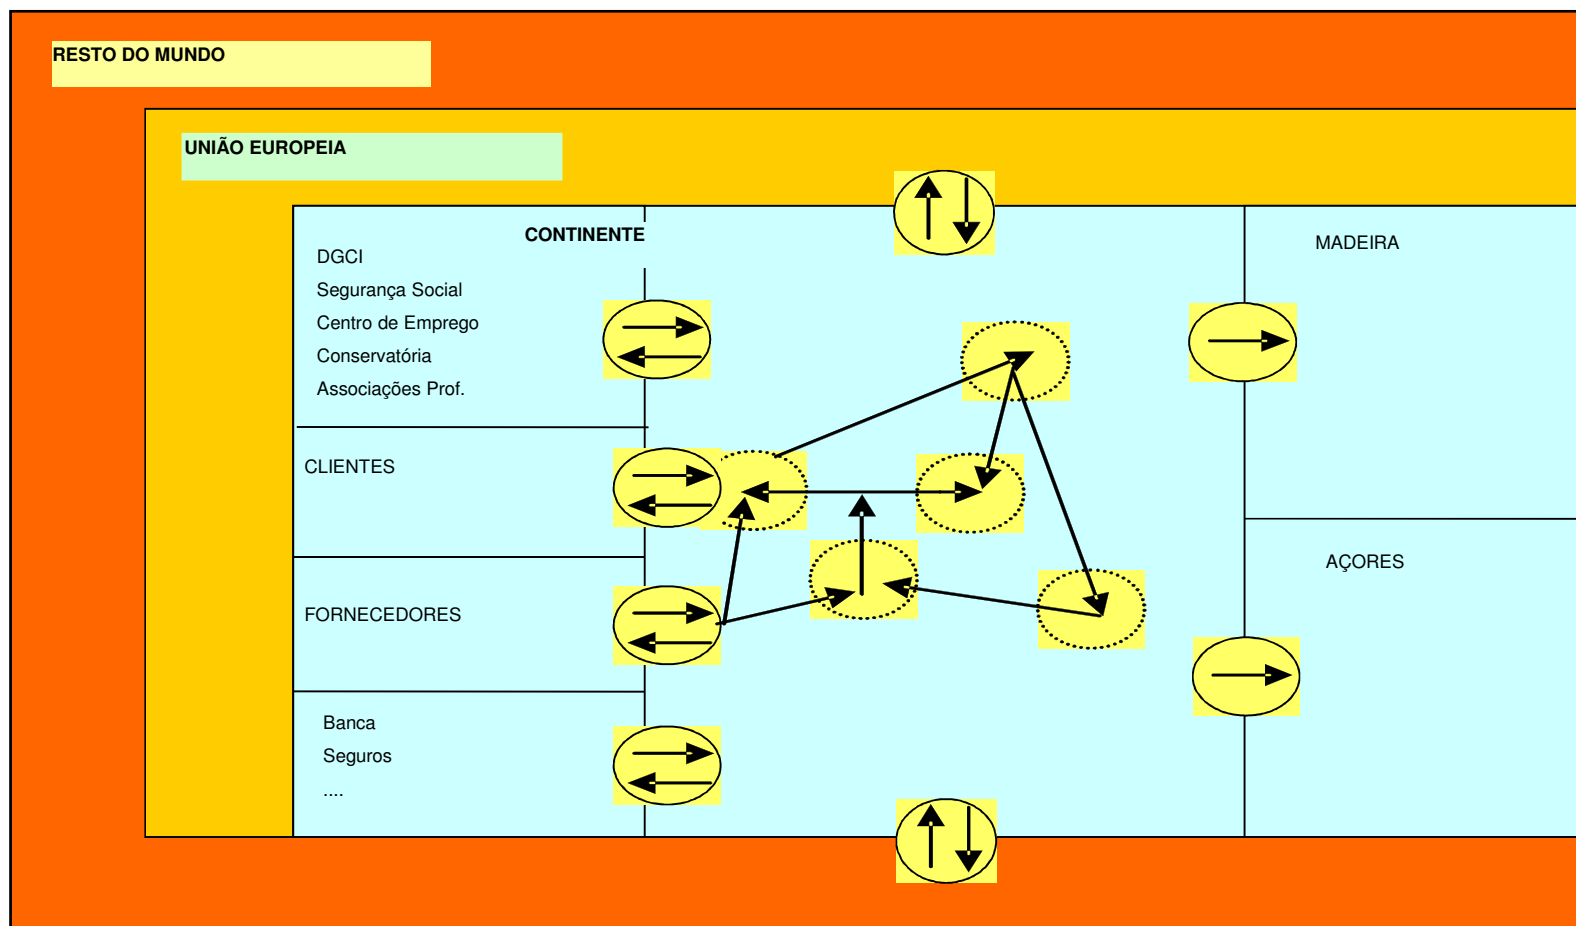 RESTO DO MUNDO
UNIÃO EUROPEIA
CONTINENTE
DGCI
Segurança Social
Centro de Emprego
Conservatória
Associações Prof.
CLIENTES
FORNECEDORES
Banca
Seguros
....
MADEIRA
AÇORES